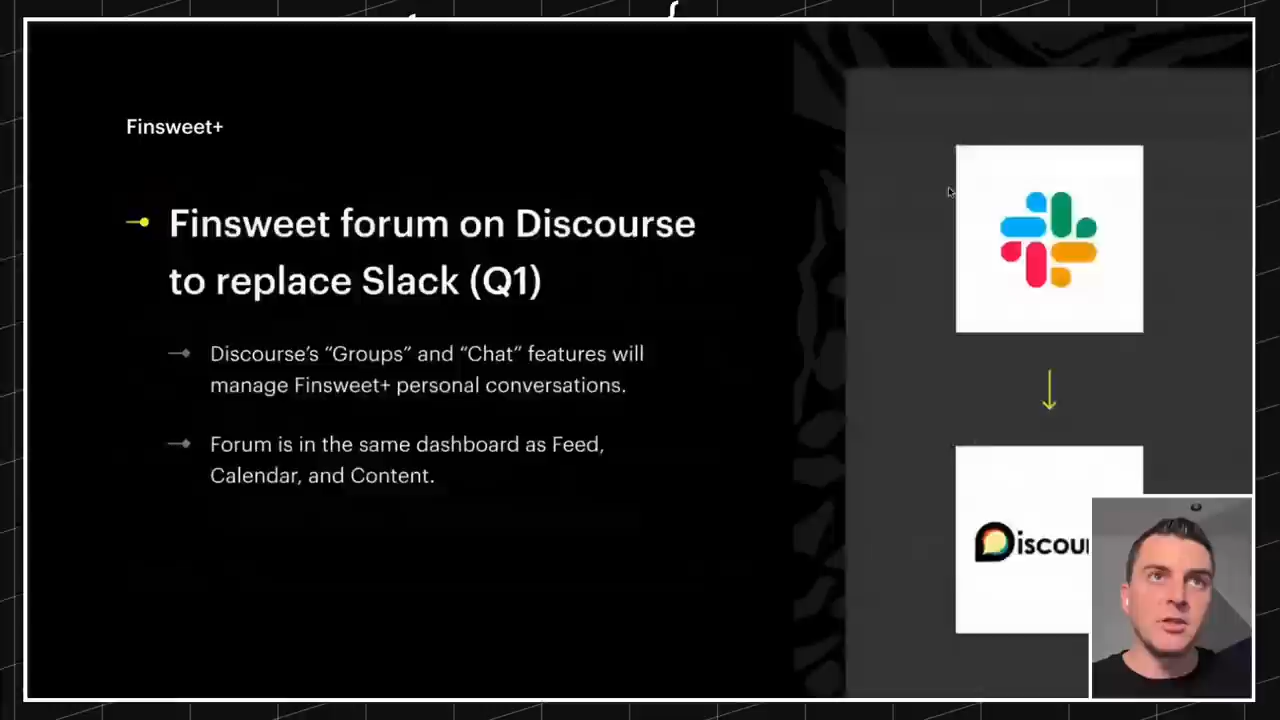 Finsweet+
Finsweet forum on Discourse
to replace Slack (Q1)
Discourse’s “Groups” and “Chat” features will
manage Finsweet+ personal conversations.
Forum is in the same dashboard as Feed,
Calendar, and Content.